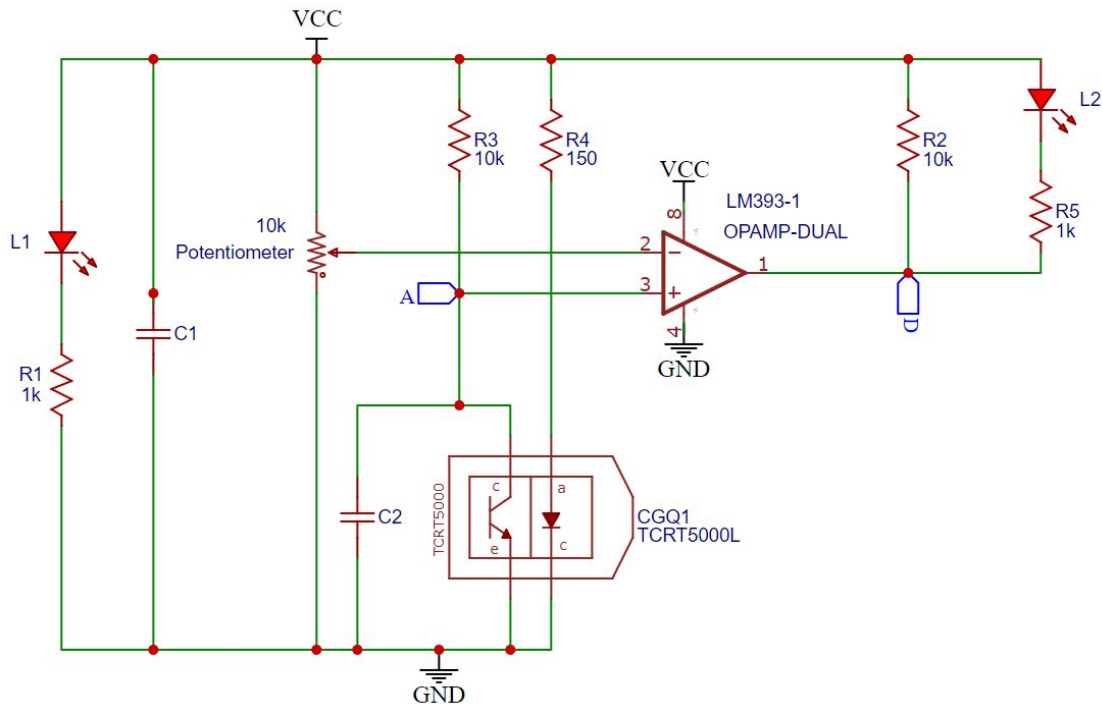 VCC
L1
R1
1k
C1
10k
Potentiometer
R3
10k
R4
150
A
VCC
8
LM393-1
OPAMP-DUAL
2
3
1
4
GND
R2
10k
L2
R5
1k
D
C2
TCRT5000
c
a
e
c
CGQ1
TCRT5000L
GND